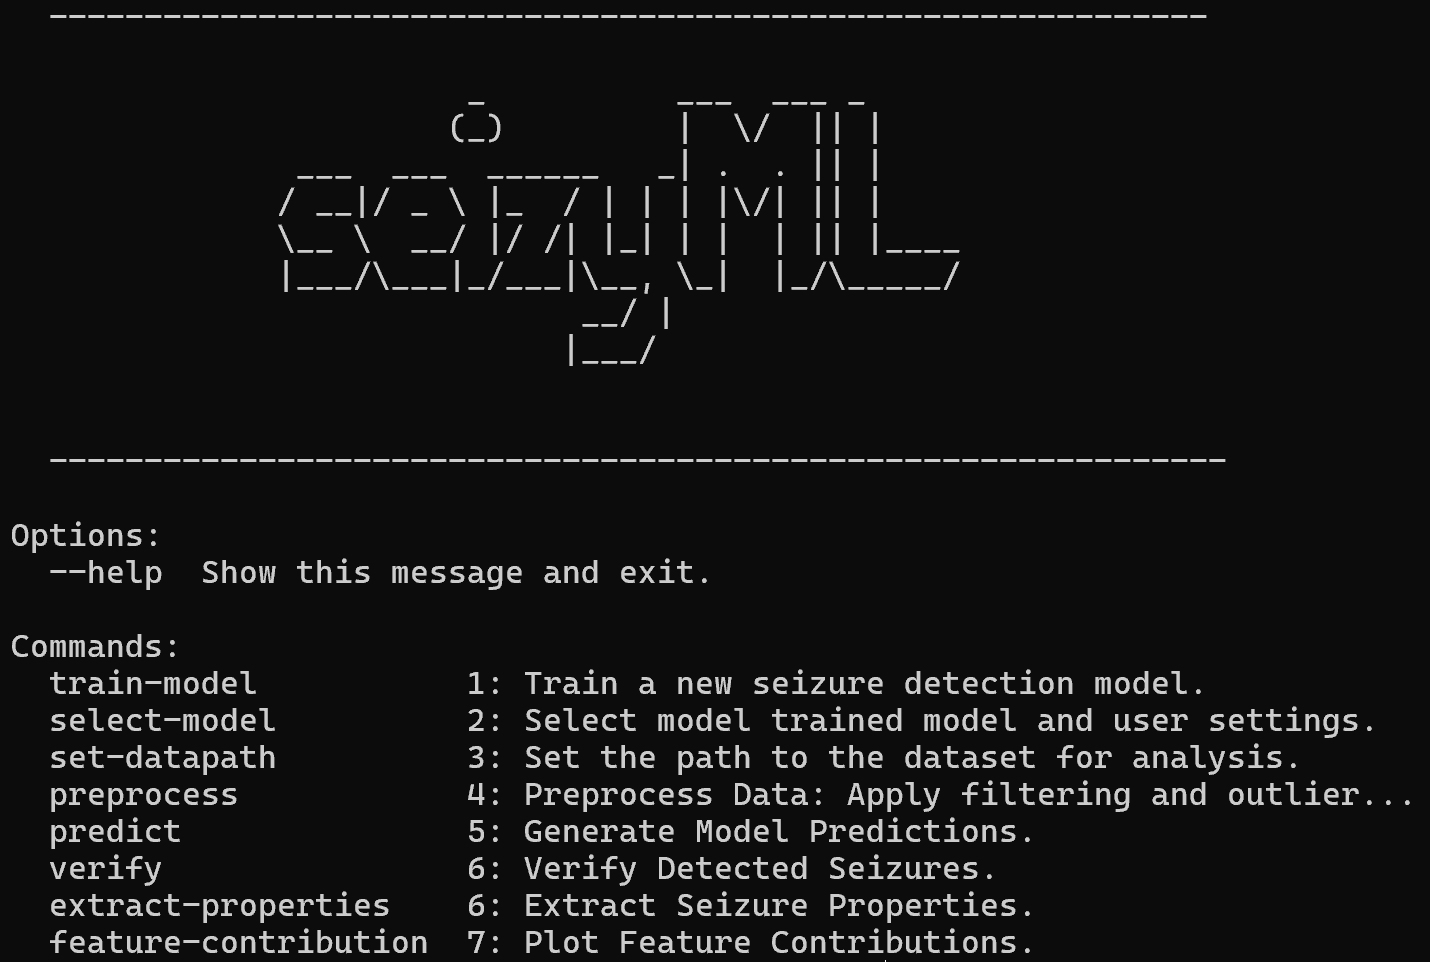 seizyML
Options:
--help  Show this message and exit.
Commands:
train-model  1: Train a new seizure detection model.
select-model  2: Select model trained model and user settings.
set-datapath  3: Set the path to the dataset for analysis.
preprocess  4: Preprocess Data: Apply filtering and outlier...
predict  5: Generate Model Predictions.
verify  6: Verify Detected Seizures.
extract-properties  6: Extract Seizure Properties.
feature-contribution  7: Plot Feature Contributions.